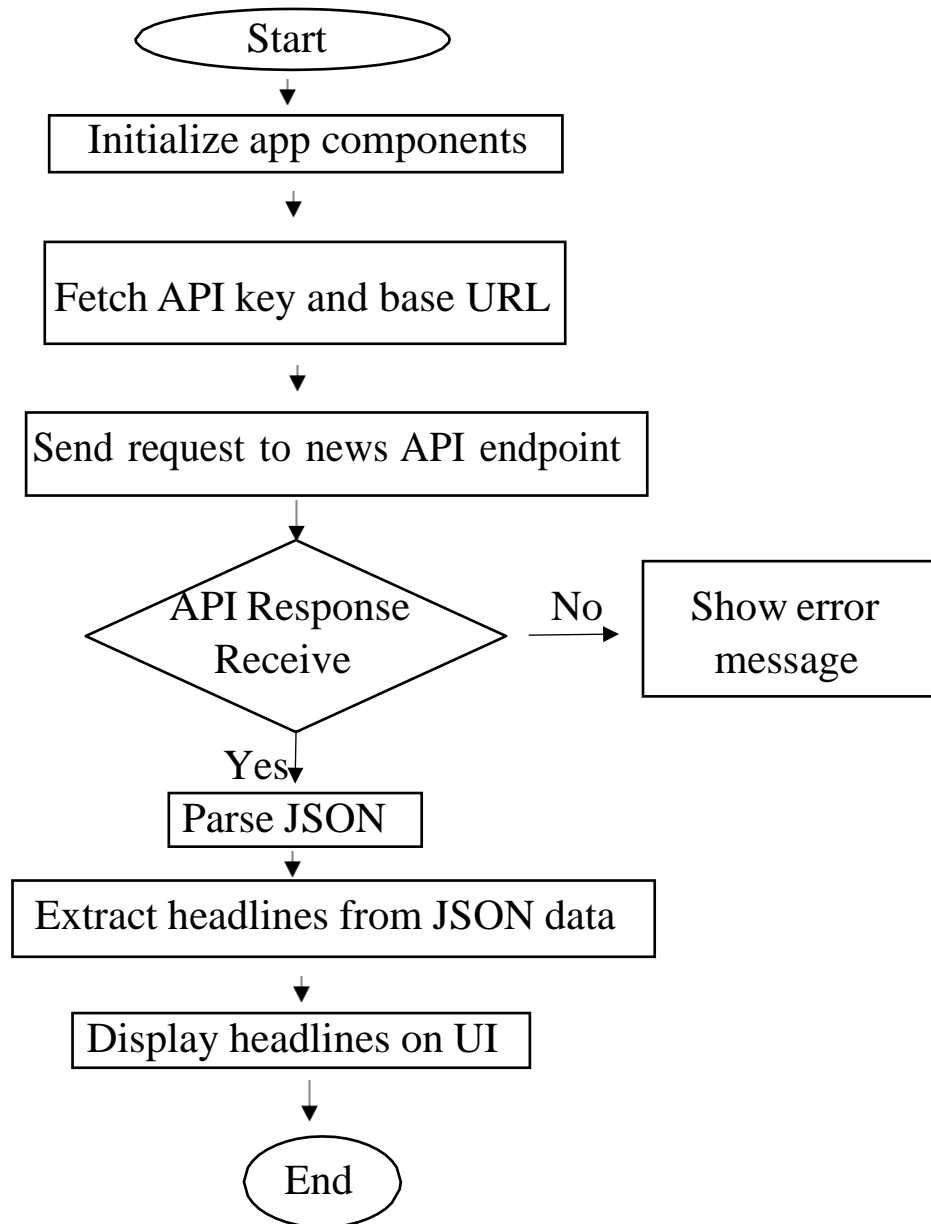 Start
Initialize app components
Fetch API key and base URL
Send request to news API endpoint
API Response
Receive
No
Show error
message
Yes
Parse JSON
Extract headlines from JSON data
Display headlines on UI
End